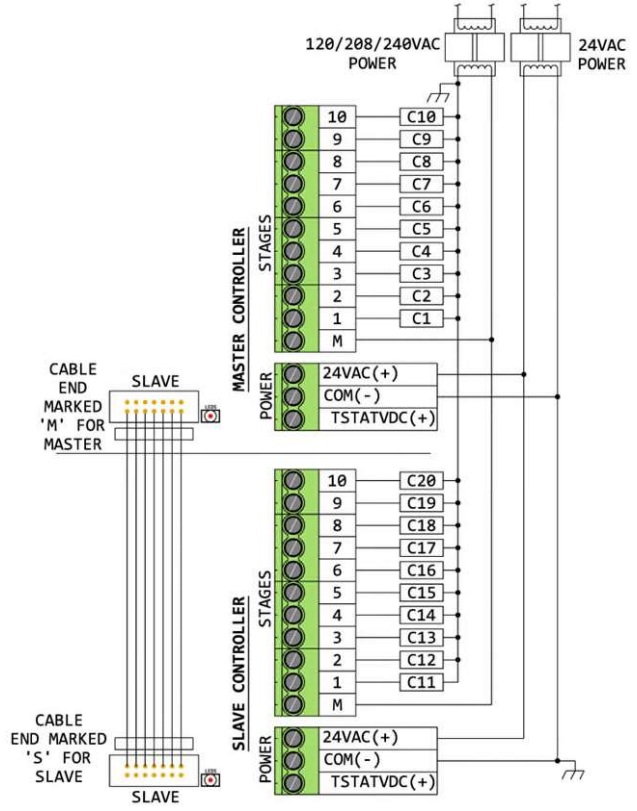 120/208/240VAC
POWER
24VAC
POWER
MASTER CONTROLLER
STAGES
10 C10
9 C9
8 C8
7 C7
6 C6
5 C5
4 C4
3 C3
2 C2
1 C1
M
POWER
24VAC(+)
COM(-)
TSTATVDC(+)
CABLE
END
MARKED
'M' FOR
MASTER
SLAVE
SLAVE CONTROLLER
STAGES
10 C20
9 C19
8 C18
7 C17
6 C16
5 C15
4 C14
3 C13
2 C12
1 C11
M
POWER
24VAC(+)
COM(-)
TSTATVDC(+)
CABLE
END MARKED
'S' FOR
SLAVE
SLAVE